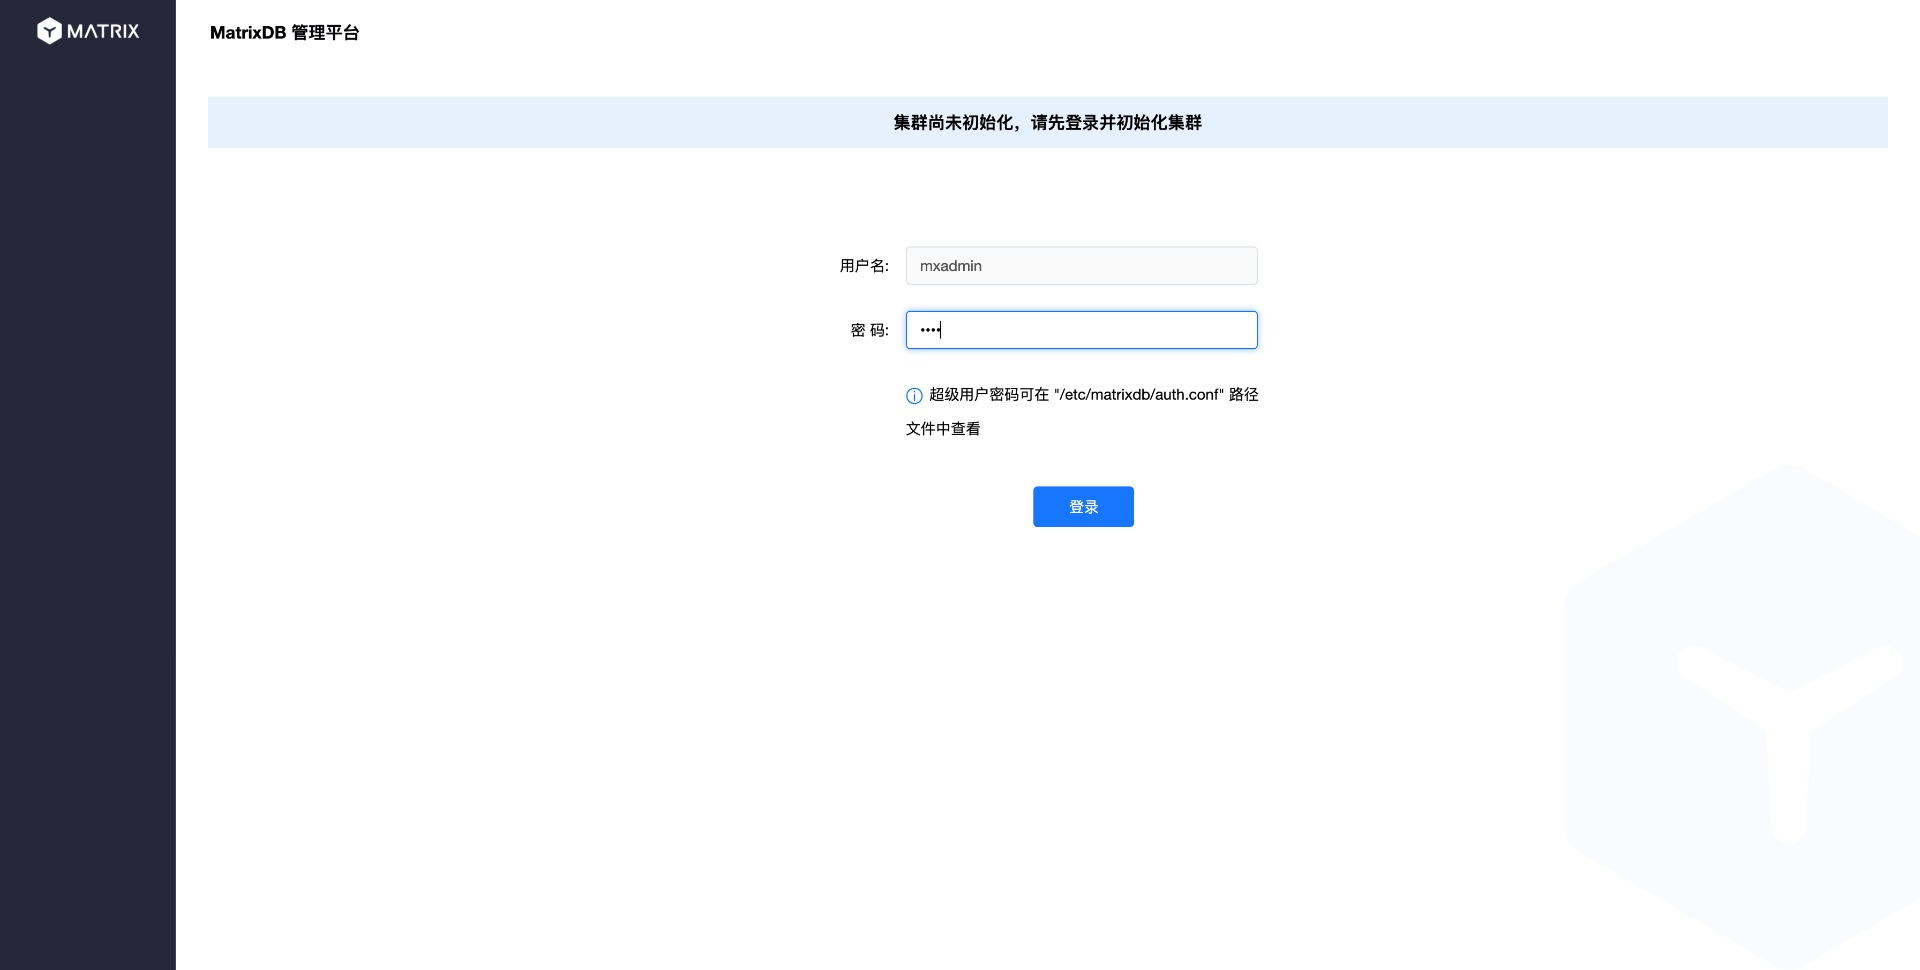 MATRIX
MatrixDB 管理平台
集群尚未初始化，请先登录并初始化集群
用户名: mxadmin
密 码: ••••
超级用户密码可在 "/etc/matrixdb/auth.conf" 路径
文件中查看
登录